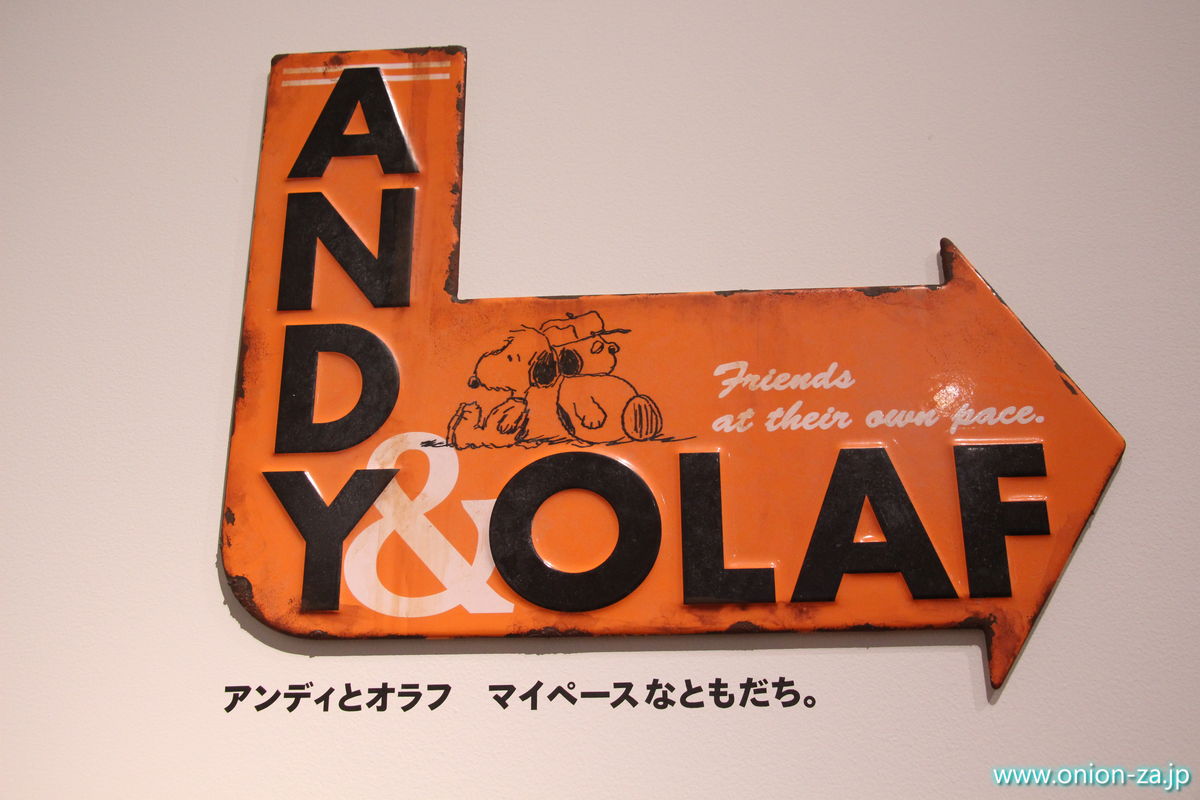 ANDY
& OLAF
Friends
at their own pace.
アンディとオラフ　マイペースなともだち。
www.onion-za.jp